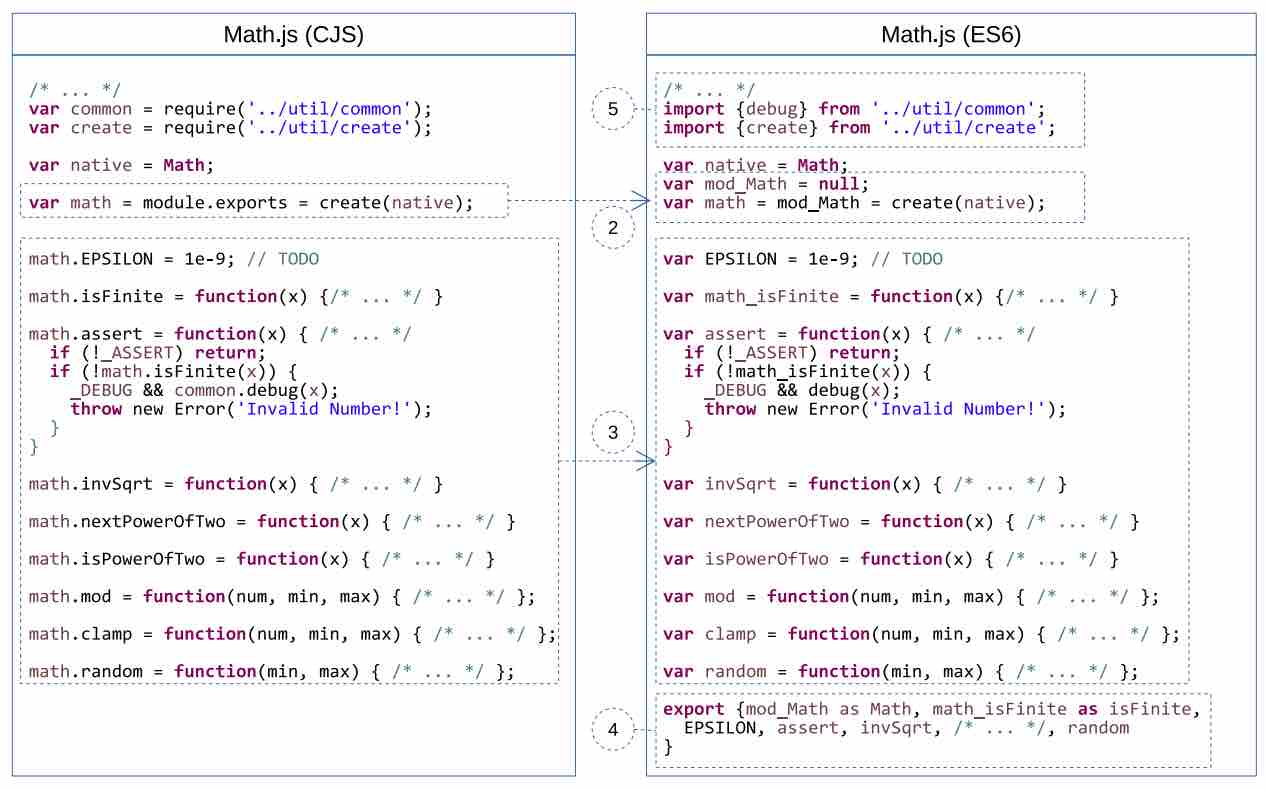 Math.js (CJS)
/* ... */
var common = require('../util/common');
var create = require('../util/create');
var native = Math;
var math = module.exports = create(native);
math.EPSILON = 1e-9; // TODO
math.isFinite = function(x) {/* ... */ }
math.assert = function(x) { /* ... */
if (!_ASSERT) return;
if (!math.isFinite(x)) {
_DEBUG && common.debug(x);
throw new Error('Invalid Number!');
}
}
math.invSqrt = function(x) { /* ... */ }
math.nextPowerOfTwo = function(x) { /* ... */ }
math.isPowerOfTwo = function(x) { /* ... */ }
math.mod = function(num, min, max) { /* ... */ };
math.clamp = function(num, min, max) { /* ... */ };
math.random = function(min, max) { /* ... */ };
5
2
3
4
Math.js (ES6)
/* ... */
import {debug} from '../util/common';
import {create} from '../util/create';
var native = Math;
var mod_Math = null;
var math = mod_Math = create(native);
var EPSILON = 1e-9; // TODO
var math_isFinite = function(x) {/* ... */ }
var assert = function(x) { /* ... */
if (!_ASSERT) return;
if (!math_isFinite(x)) {
_DEBUG && debug(x);
throw new Error('Invalid Number!');
}
}
var invSqrt = function(x) { /* ... */ }
var nextPowerOfTwo = function(x) { /* ... */ }
var isPowerOfTwo = function(x) { /* ... */ }
var mod = function(num, min, max) { /* ... */ };
var clamp = function(num, min, max) { /* ... */ };
var random = function(min, max) { /* ... */ };
export {mod_Math as Math, math_isFinite as isFinite,
EPSILON, assert, invSqrt, /* ... */, random
}